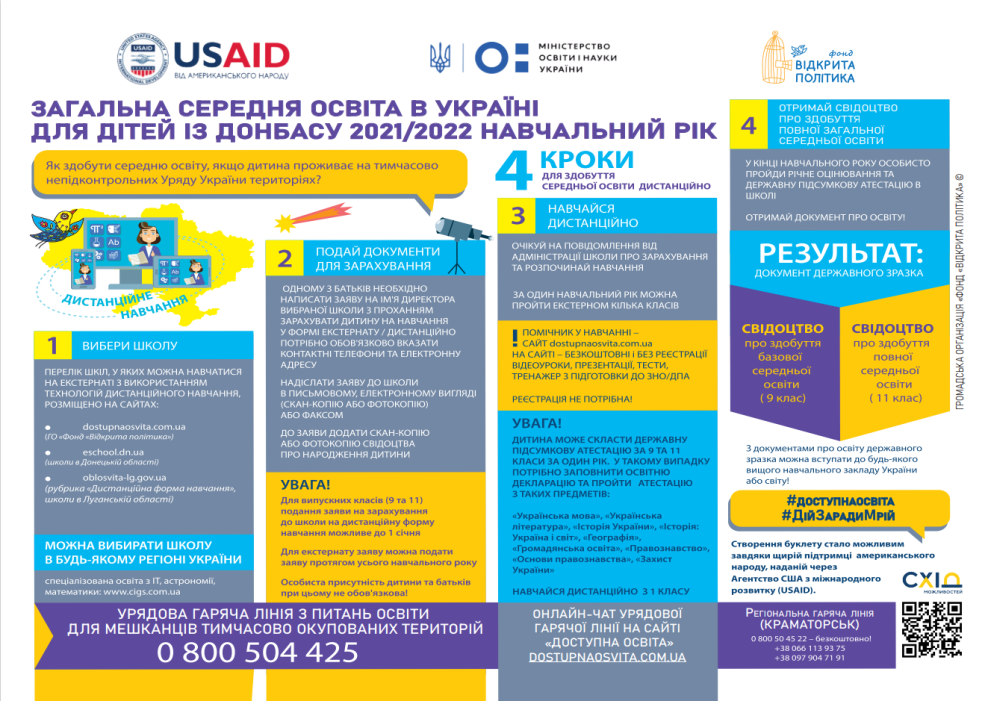 USAID
ВІД АМЕРИКАНСЬКОГО НАРОДУ
МІНІСТЕРСТВО
ОСВІТИ І НАУКИ
УКРАЇНИ
фонд
ВІДКРИТА
ПОЛІТИКА
ЗАГАЛЬНА СЕРЕДНЯ ОСВІТА В УКРАЇНІ
ДЛЯ ДІТЕЙ ІЗ ДОНБАСУ 2021/2022 НАВЧАЛЬНИЙ РІК
Як здобути середню освіту, якщо дитина проживає на тимчасово
непідконтрольних Уряду України територіях?
4 КРОКИ
ДЛЯ ЗДОБУТТЯ
СЕРЕДНЬОЇ ОСВІТИ ДИСТАНЦІЙНО
ДИСТАНЦІЙНЕ
НАВЧАННЯ
1 ВИБЕРИ ШКОЛУ
ПЕРЕЛІК ШКІЛ, У ЯКИХ МОЖНА НАВЧАТИСЯ
НА ЕКСТЕРНАТІ З ВИКОРИСТАННЯМ
ТЕХНОЛОГІЙ ДИСТАНЦІЙНОГО НАВЧАННЯ,
РОЗМІЩЕНО НА САЙТАХ:
• dostupnaosvita.com.ua
(ГО «Фонд «Відкрита політика»)
• eschool.dn.ua
(школи в Донецькій області)
• oblosvita-lg.gov.ua
(рубрика «Дистанційна форма навчання»,
школи в Луганській області)
МОЖНА ВИБИРАТИ ШКОЛУ
В БУДЬ-ЯКОМУ РЕГІОНІ УКРАЇНИ
спеціалізована освіта з ІТ, астрономії,
математики: www.cigs.com.ua
2 ПОДАЙ ДОКУМЕНТИ
ДЛЯ ЗАРАХУВАННЯ
ОДНОМУ З БАТЬКІВ НЕОБХІДНО
НАПИСАТИ ЗАЯВУ НА ІМ'Я ДИРЕКТОРА
ВИБРАНОЇ ШКОЛИ З ПРОХАННЯМ
ЗАРАХУВАТИ ДИТИНУ НА НАВЧАННЯ
У ФОРМІ ЕКСТЕРНАТУ / ДИСТАНЦІЙНО
ПОТРІБНО ОБОВ'ЯЗКОВО ВКАЗАТИ
КОНТАКТНІ ТЕЛЕФОНИ ТА ЕЛЕКТРОННУ
АДРЕСУ
НАДІСЛАТИ ЗАЯВУ ДО ШКОЛИ
В ПИСЬМОВОМУ, ЕЛЕКТРОННОМУ ВИГЛЯДІ
(СКАН-КОПІЮ АБО ФОТОКОПІЮ)
АБО ФАКСОМ
ДО ЗАЯВИ ДОДАТИ СКАН-КОПІЮ
АБО ФОТОКОПІЮ СВІДОЦТВА
ПРО НАРОДЖЕННЯ ДИТИНИ
УВАГА!
Для випускних класів (9 та 11)
подання заяви на зарахування
до школи на дистанційну форму
навчання можливе до 1 січня
Для екстернату заяву можна подати
заяву протягом усього навчального року
Особиста присутність дитини та батьків
при цьому не обов'язкова!
3 НАВЧАЙСЯ
ДИСТАНЦІЙНО
ОЧІКУЙ НА ПОВІДОМЛЕННЯ ВІД
АДМІНІСТРАЦІЇ ШКОЛИ ПРО ЗАРАХУВАННЯ
ТА РОЗПОЧИНАЙ НАВЧАННЯ
ЗА ОДИН НАВЧАЛЬНИЙ РІК МОЖНА
ПРОЙТИ ЕКСТЕРНОМ КІЛЬКА КЛАСІВ
! ПОМІЧНИК У НАВЧАННІ –
САЙТ dostupnaosvita.com.ua
НА САЙТІ – БЕЗКОШТОВНІ І БЕЗ РЕЄСТРАЦІЇ
ВІДЕОУРОКИ, ПРЕЗЕНТАЦІЇ, ТЕСТИ,
ТРЕНАЖЕР З ПІДГОТОВКИ ДО ЗНО/ДПА
РЕЄСТРАЦІЯ НЕ ПОТРІБНА!
УВАГА!
ДИТИНА МОЖЕ СКЛАСТИ ДЕРЖАВНУ
ПІДСУМКОВУ АТЕСТАЦІЮ ЗА 9 ТА 11
КЛАСИ ЗА ОДИН РІК. У ТАКОМУ ВИПАДКУ
ПОТРІБНО ЗАПОВНИТИ ОСВІТНЮ
ДЕКЛАРАЦІЮ ТА ПРОЙТИ АТЕСТАЦІЮ
З ТАКИХ ПРЕДМЕТІВ:
«Українська мова», «Українська
література», «Історія України», «Історія:
Україна і світ», «Географія»,
«Громадянська освіта», «Правознавство»,
«Основи правознавства», «Захист
України»
НАВЧАЙСЯ ДИСТАНЦІЙНО З 1 КЛАСУ
4 ОТРИМАЙ СВІДОЦТВО
ПРО ЗДОБУТТЯ
ПОВНОЇ ЗАГАЛЬНОЇ
СЕРЕДНЬОЇ ОСВІТИ
У КІНЦІ НАВЧАЛЬНОГО РОКУ ОСОБИСТО
ПРОЙДИ РІЧНЕ ОЦІНЮВАННЯ ТА
ДЕРЖАВНУ ПІДСУМКОВУ АТЕСТАЦІЮ В
ШКОЛІ
ОТРИМАЙ ДОКУМЕНТ ПРО ОСВІТУ!
РЕЗУЛЬТАТ:
ДОКУМЕНТ ДЕРЖАВНОГО ЗРАЗКА
СВІДОЦТВО
про здобуття
базової
середньої
освіти
( 9 клас)
СВІДОЦТВО
про здобуття
повної
середньої
освіти
( 11 клас)
З документами про освіту державного
зразка можна вступати до будь-якого
вищого навчального закладу України
або світу!
#ДОСТУПНАОСВІТА
#ДІЙЗАРАДИМРІЙ
Створення буклету стало можливим
завдяки щирій підтримці американського
народу, наданій через
Агентство США з міжнародного
розвитку (USAID).
СХІД
МОЖЛИВОСТЕЙ
ГРОМАДСЬКА ОРГАНІЗАЦІЯ «ФОНД «ВІДКРИТА ПОЛІТИКА» ©
УРЯДОВА ГАРЯЧА ЛІНІЯ З ПИТАНЬ ОСВІТИ
ДЛЯ МЕШКАНЦІВ ТИМЧАСОВО ОКУПОВАНИХ ТЕРИТОРІЙ
0 800 504 425
ОНЛАЙН-ЧАТ УРЯДОВОЇ
ГАРЯЧОЇ ЛІНІЇ НА САЙТІ
«ДОСТУПНА ОСВІТА»
DOSTUPNAOSVITA.COM.UA
РЕГІОНАЛЬНА ГАРЯЧА ЛІНІЯ
(КРАМАТОРСЬК)
0 800 50 45 22 – безкоштовно!
+38 066 113 93 75
+38 097 904 71 91